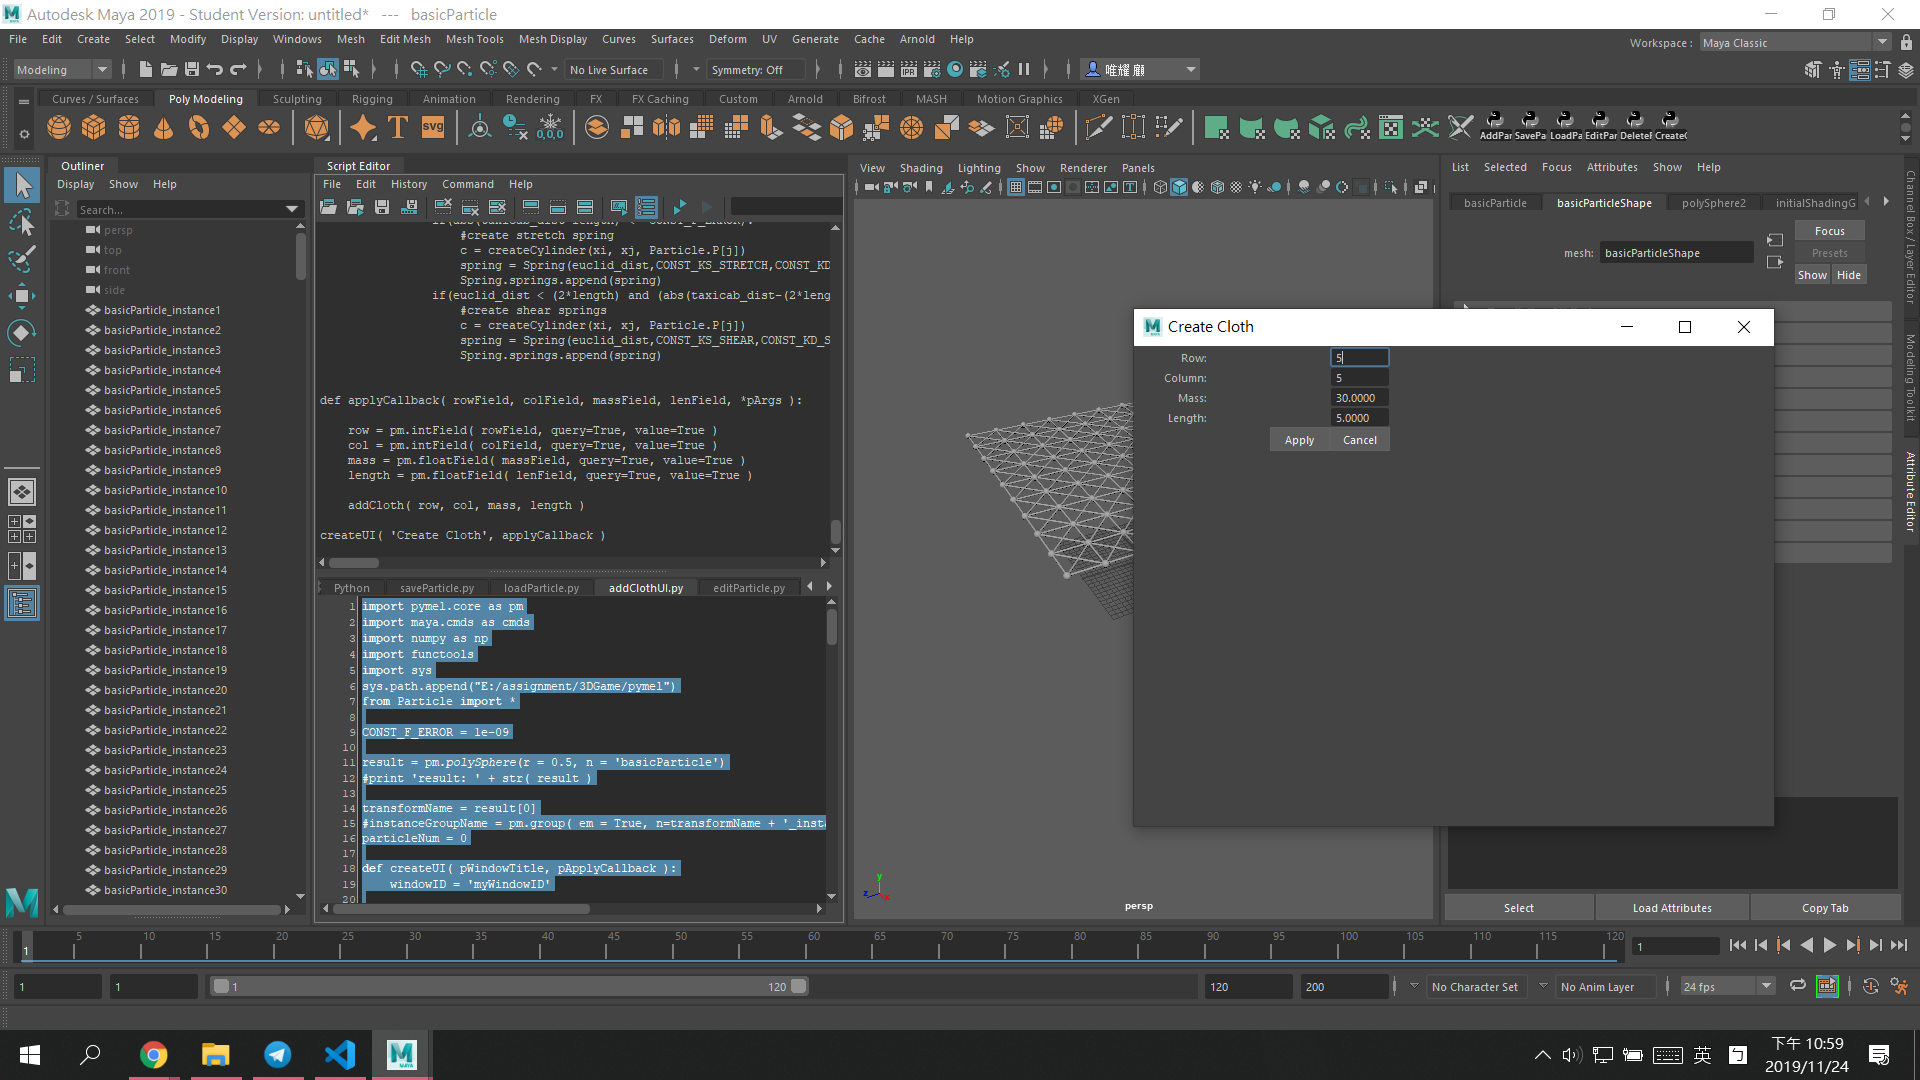 Autodesk Maya 2019 - Student Version: untitled*   ---   basicParticle
File Edit Create Select Modify Display Windows Mesh Edit Mesh Mesh Tools Mesh Display Curves Surfaces Deform UV Generate Cache Arnold Help
Workspace : Maya Classic
Modeling No Live Surface Symmetry: Off
Curves / Surfaces Poly Modeling Sculpting Rigging Animation Rendering FX FX Caching Custom Arnold Bifrost MASH Motion Graphics XGen
T SVG 0,0,0 AddPar SavePa LoadPa EditPar Deletef Create
Outliner
Display Show Help
Search...
persp
top
front
side
basicParticle_instance1
basicParticle_instance2
basicParticle_instance3
basicParticle_instance4
basicParticle_instance5
basicParticle_instance6
basicParticle_instance7
basicParticle_instance8
basicParticle_instance9
basicParticle_instance10
basicParticle_instance11
basicParticle_instance12
basicParticle_instance13
basicParticle_instance14
basicParticle_instance15
basicParticle_instance16
basicParticle_instance17
basicParticle_instance18
basicParticle_instance19
basicParticle_instance20
basicParticle_instance21
basicParticle_instance22
basicParticle_instance23
basicParticle_instance24
basicParticle_instance25
basicParticle_instance26
basicParticle_instance27
basicParticle_instance28
basicParticle_instance29
basicParticle_instance30
Script Editor
File Edit History Command Help
#create stretch spring
c = createCylinder(xi, xj, Particle.P[j])
spring = Spring(euclid_dist,CONST_KS_STRETCH,CONST_KD
Spring.springs.append(spring)
if(euclid_dist < (2*length) and (abs(taxicab_dist-(2*leng
#create shear springs
c = createCylinder(xi, xj, Particle.P[j])
spring = Spring(euclid_dist,CONST_KS_SHEAR,CONST_KD_S
Spring.springs.append(spring)
def applyCallback( rowField, colField, massField, lenField, *pArgs ):
row = pm.intField( rowField, query=True, value=True )
col = pm.intField( colField, query=True, value=True )
mass = pm.floatField( massField, query=True, value=True )
length = pm.floatField( lenField, query=True, value=True )
addCloth( row, col, mass, length )
createUI( 'Create Cloth', applyCallback )
Python saveParticle.py loadParticle.py addClothUI.py editParticle.py
1 import pymel.core as pm
2 import maya.cmds as cmds
3 import numpy as np
4 import functools
5 import sys
6 sys.path.append("E:/assignment/3DGame/pymel")
7 from Particle import *
8
9 CONST_F_ERROR = 1e-09
10
11 result = pm.polySphere(r = 0.5, n = 'basicParticle')
12 #print 'result: ' + str( result )
13
14 transformName = result[0]
15 #instanceGroupName = pm.group( em = True, n=transformName + '_insta
16 particleNum = 0
17
18 def createUI( pWindowTitle, pApplyCallback ):
19 windowID = 'myWindowID'
20
View Shading Lighting Show Renderer Panels
persp
y
z
x
Create Cloth
Row: 5
Column: 5
Mass: 30.0000
Length: 5.0000
Apply Cancel
List Selected Focus Attributes Show Help
basicParticle basicParticleShape polySphere2 initialShadingG
mesh: basicParticleShape
Focus
Presets
Show Hide
Select Load Attributes Copy Tab
Channel Box / Layer Editor
Modeling Toolkit
Attribute Editor
1 5 10 15 20 25 30 35 40 45 50 55 60 65 70 75 80 85 90 95 100 105 110 115 120 1
1 1 1 120 120 200 No Character Set No Anim Layer 24 fps
英
下午 10:59
2019/11/24